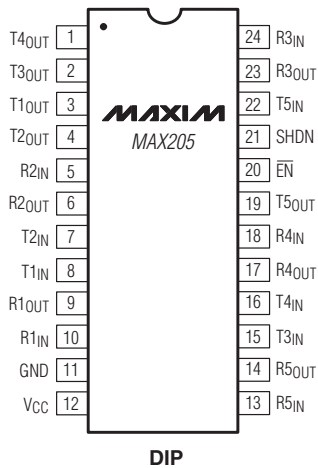 T4OUT 1 24 R3IN
T3OUT 2 23 R3OUT
T1OUT 3 MAXIM 22 T5IN
T2OUT 4 MAX205 21 SHDN
R2IN 5 20 E̅N̅
R2OUT 6 19 T5OUT
T2IN 7 18 R4IN
T1IN 8 17 R4OUT
R1OUT 9 16 T4IN
R1IN 10 15 T3IN
GND 11 14 R5OUT
VCC 12 13 R5IN
DIP